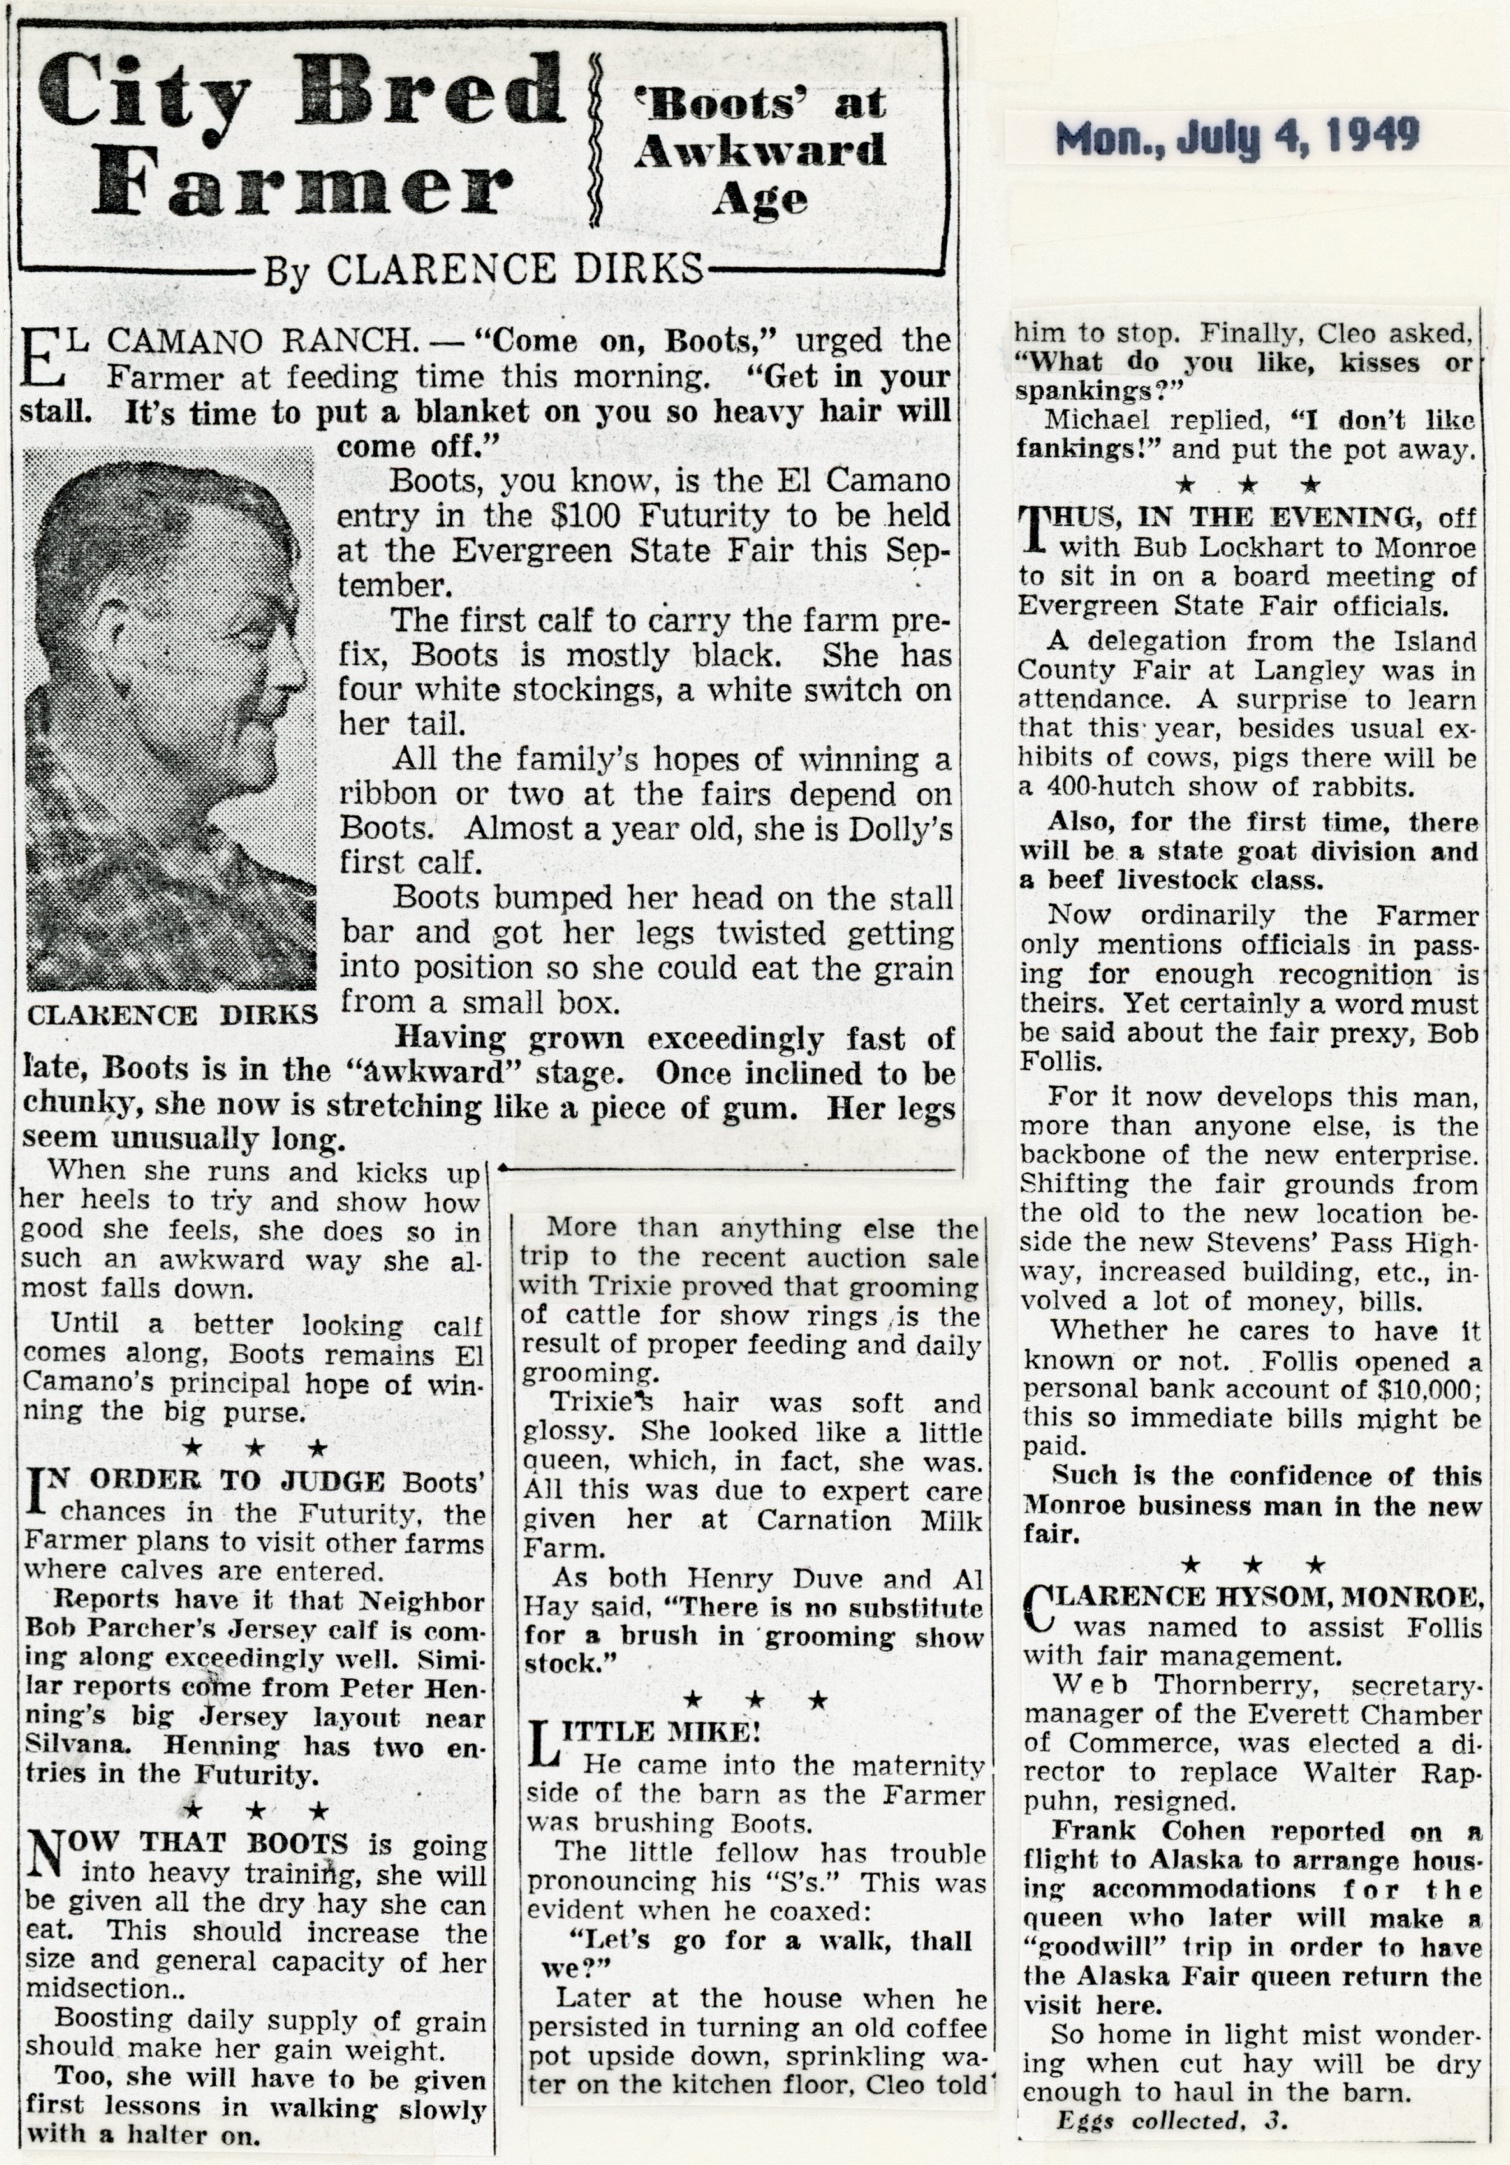 City Bred
Farmer
'Boots' at
Awkward
Age
By CLARENCE DIRKS
Mon., July 4, 1949
EL CAMANO RANCH. — "Come on, Boots," urged the
Farmer at feeding time this morning. "Get in your
stall. It's time to put a blanket on you so heavy hair will
come off."
Boots, you know, is the El Camano
entry in the $100 Futurity to be held
at the Evergreen State Fair this Sep-
tember.
The first calf to carry the farm pre-
fix, Boots is mostly black. She has
four white stockings, a white switch on
her tail.
All the family's hopes of winning a
ribbon or two at the fairs depend on
Boots. Almost a year old, she is Dolly's
first calf.
Boots bumped her head on the stall
bar and got her legs twisted getting
into position so she could eat the grain
from a small box.
CLARENCE DIRKS
Having grown exceedingly fast of
late, Boots is in the "awkward" stage. Once inclined to be
chunky, she now is stretching like a piece of gum. Her legs
seem unusually long.
When she runs and kicks up
her heels to try and show how
good she feels, she does so in
such an awkward way she al-
most falls down.
Until a better looking calf
comes along, Boots remains El
Camano's principal hope of win-
ning the big purse.
★ ★ ★
IN ORDER TO JUDGE Boots'
chances in the Futurity, the
Farmer plans to visit other farms
where calves are entered.
Reports have it that Neighbor
Bob Parcher's Jersey calf is com-
ing along exceedingly well. Simi-
lar reports come from Peter Hen-
ning's big Jersey layout near
Silvana. Henning has two en-
tries in the Futurity.
★ ★ ★
NOW THAT BOOTS is going
into heavy training, she will
be given all the dry hay she can
eat. This should increase the
size and general capacity of her
midsection..
Boosting daily supply of grain
should make her gain weight.
Too, she will have to be given
first lessons in walking slowly
with a halter on.
More than anything else the
trip to the recent auction sale
with Trixie proved that grooming
of cattle for show rings is the
result of proper feeding and daily
grooming.
Trixie's hair was soft and
glossy. She looked like a little
queen, which, in fact, she was.
All this was due to expert care
given her at Carnation Milk
Farm.
As both Henry Duve and Al
Hay said, "There is no substitute
for a brush in grooming show
stock."
★ ★ ★
LITTLE MIKE!
He came into the maternity
side of the barn as the Farmer
was brushing Boots.
The little fellow has trouble
pronouncing his "S's." This was
evident when he coaxed:
"Let's go for a walk, thall
we?"
Later at the house when he
persisted in turning an old coffee
pot upside down, sprinkling wa-
ter on the kitchen floor, Cleo told
him to stop. Finally, Cleo asked,
"What do you like, kisses or
spankings?"
Michael replied, "I don't like
fankings!" and put the pot away.
★ ★ ★
THUS, IN THE EVENING, off
with Bub Lockhart to Monroe
to sit in on a board meeting of
Evergreen State Fair officials.
A delegation from the Island
County Fair at Langley was in
attendance. A surprise to learn
that this year, besides usual ex-
hibits of cows, pigs there will be
a 400-hutch show of rabbits.
Also, for the first time, there
will be a state goat division and
a beef livestock class.
Now ordinarily the Farmer
only mentions officials in pass-
ing for enough recognition is
theirs. Yet certainly a word must
be said about the fair prexy, Bob
Follis.
For it now develops this man,
more than anyone else, is the
backbone of the new enterprise.
Shifting the fair grounds from
the old to the new location be-
side the new Stevens' Pass High-
way, increased building, etc., in-
volved a lot of money, bills.
Whether he cares to have it
known or not. Follis opened a
personal bank account of $10,000;
this so immediate bills might be
paid.
Such is the confidence of this
Monroe business man in the new
fair.
★ ★ ★
CLARENCE HYSOM, MONROE,
was named to assist Follis
with fair management.
Web Thornberry, secretary-
manager of the Everett Chamber
of Commerce, was elected a di-
rector to replace Walter Rap-
puhn, resigned.
Frank Cohen reported on a
flight to Alaska to arrange hous-
ing accommodations for the
queen who later will make a
"goodwill" trip in order to have
the Alaska Fair queen return the
visit here.
So home in light mist wonder-
ing when cut hay will be dry
enough to haul in the barn.
Eggs collected, 3.